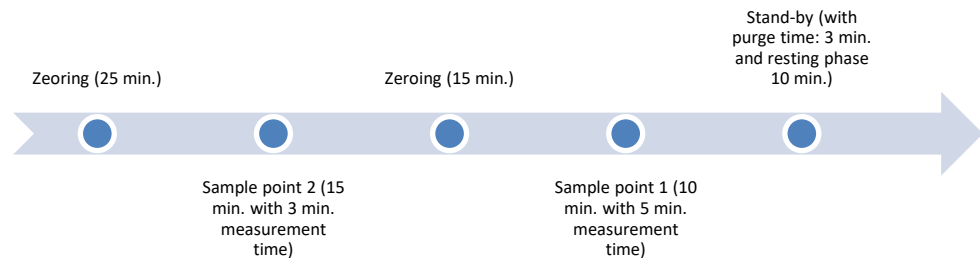 Zeoring (25 min.)
Sample point 2 (15
min. with 3 min.
measurement
time)
Zeroing (15 min.)
Sample point 1 (10
min. with 5 min.
measurement
time)
Stand-by (with
purge time: 3 min.
and resting phase
10 min.)